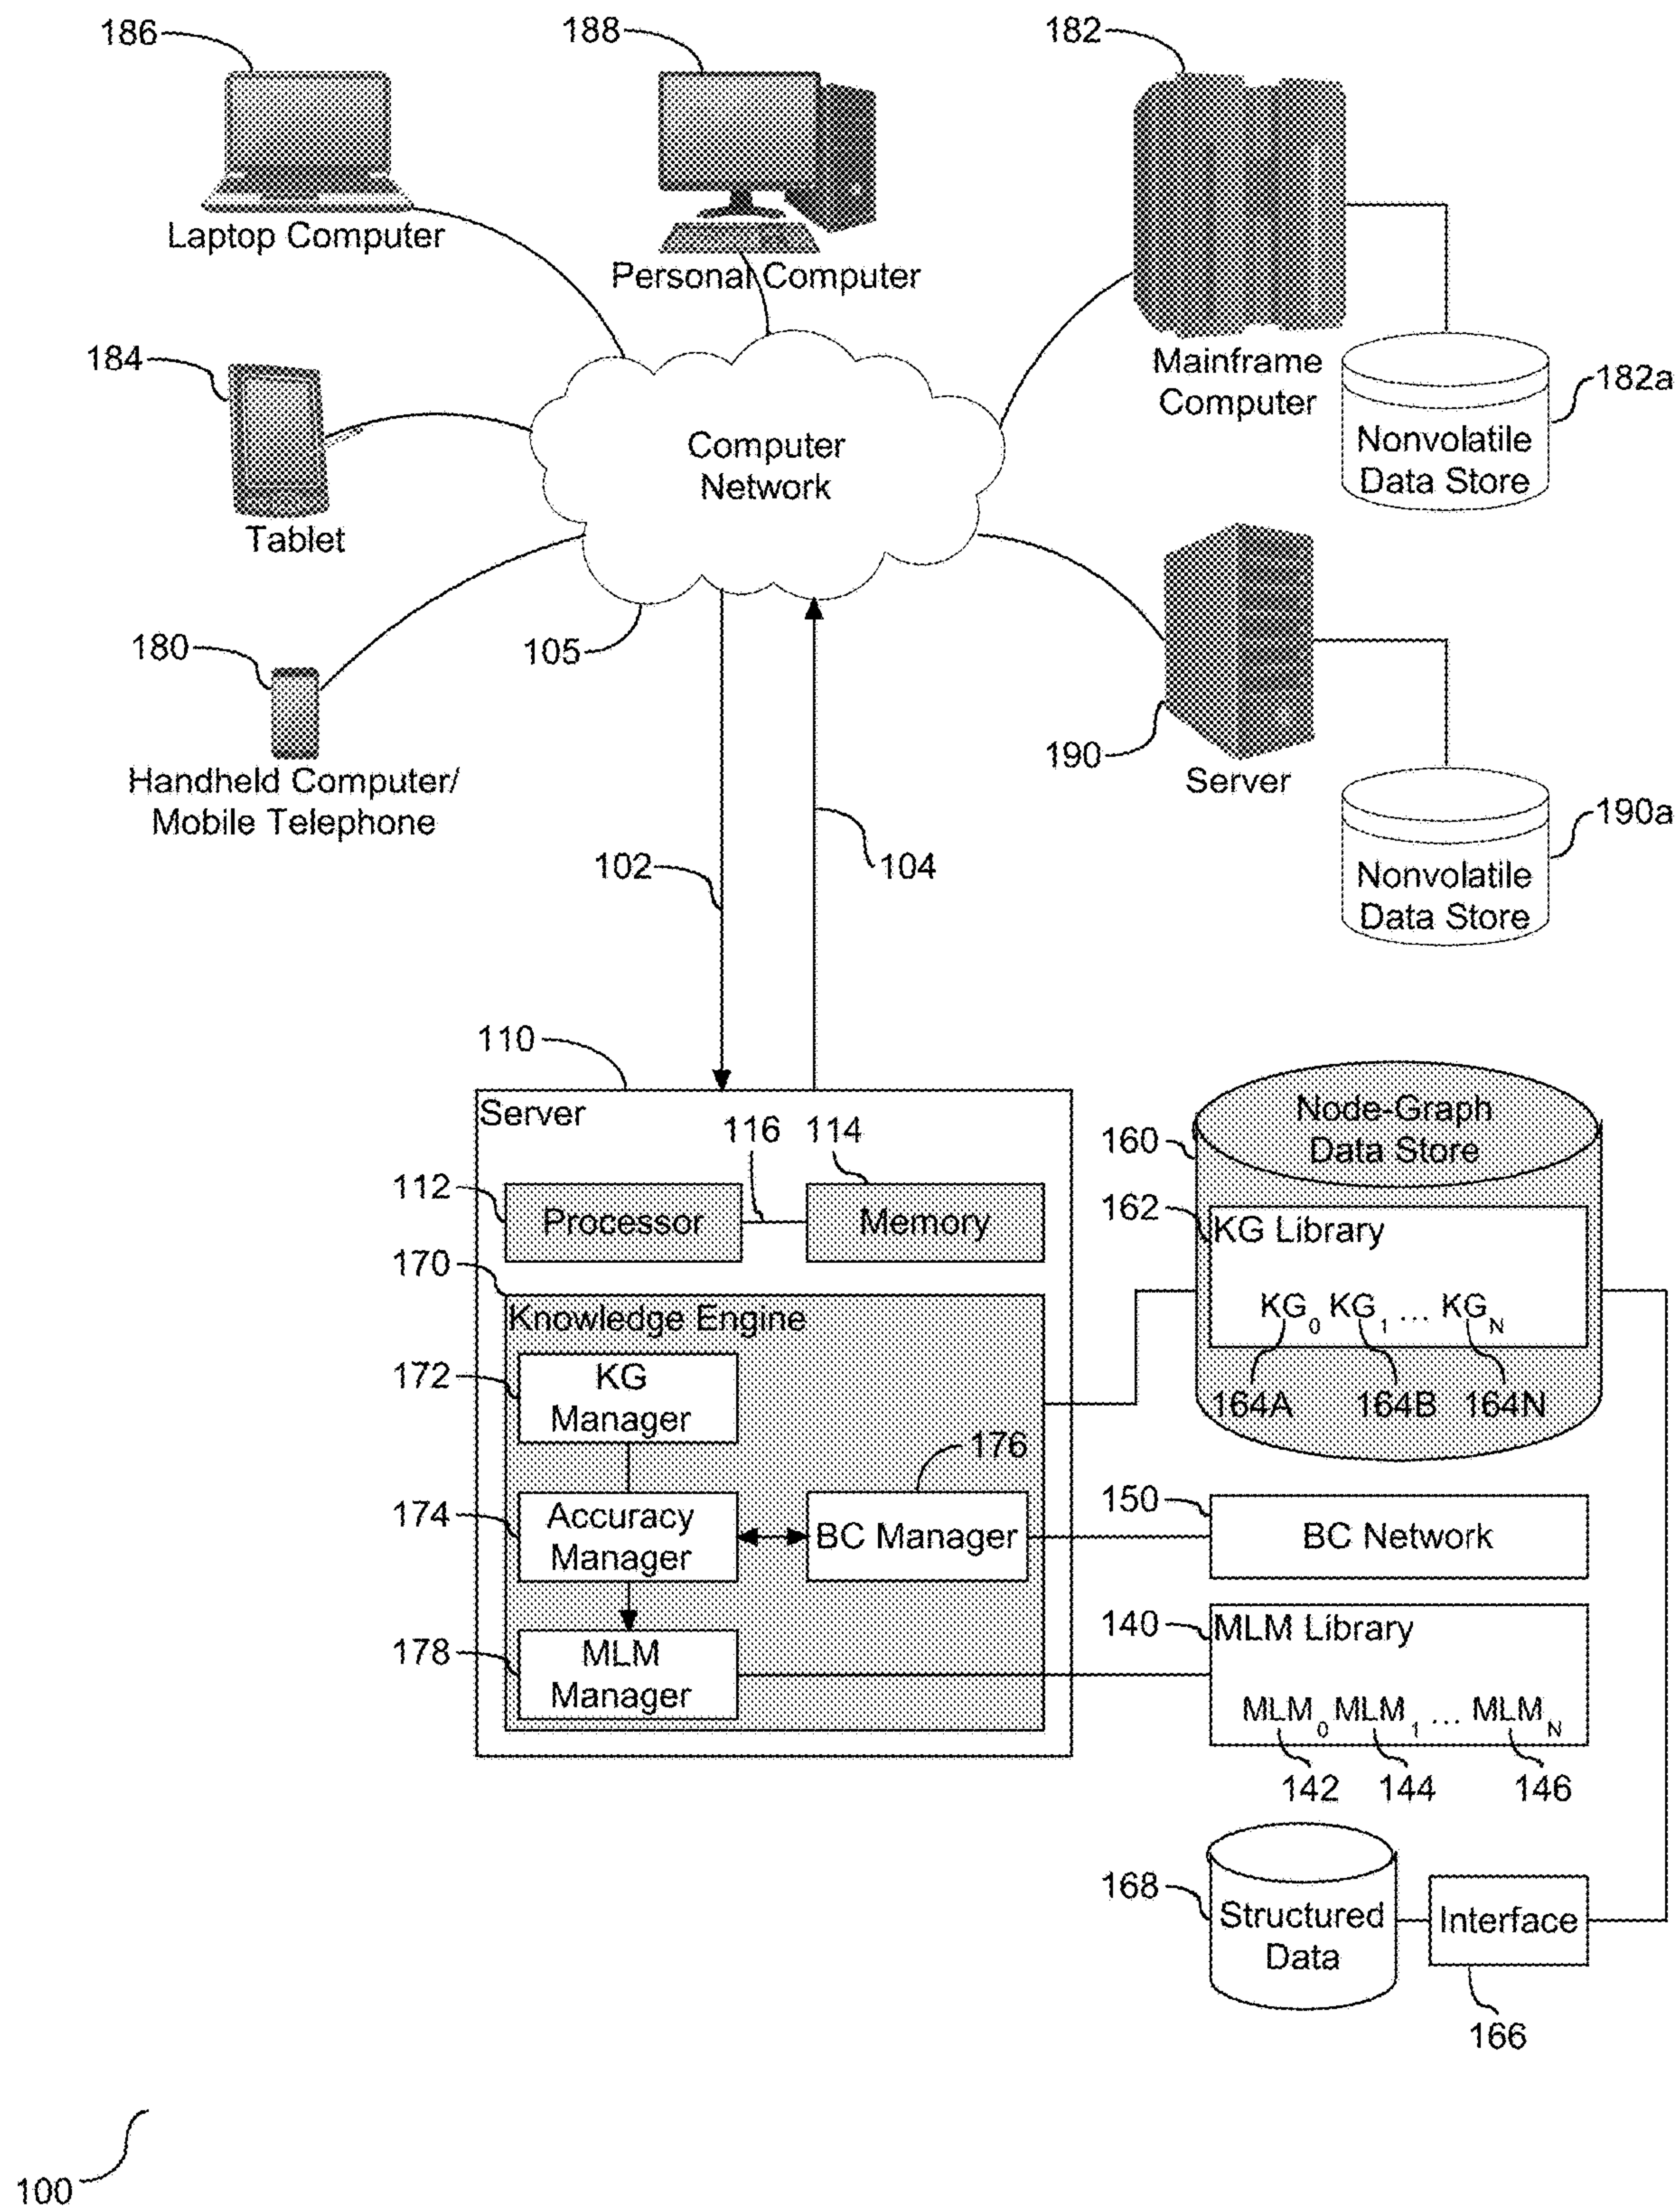 186
188
182
Laptop Computer
Personal Computer
Mainframe
Computer
184
182a
Computer
Network
Nonvolatile
Data Store
Tablet
180
105
190
Server
Handheld Computer/
Mobile Telephone
190a
102
104
Nonvolatile
Data Store
110
Server
116
114
Node-Graph
Data Store
160
112
Processor
Memory
162
KG Library
170
Knowledge Engine
KG0 KG1 ... KGN
172
KG
Manager
164A
164B
164N
176
174
Accuracy
Manager
BC Manager
150
BC Network
140
MLM Library
178
MLM
Manager
MLM0 MLM1 ... MLMN
142
144
146
168
Structured
Data
Interface
166
100